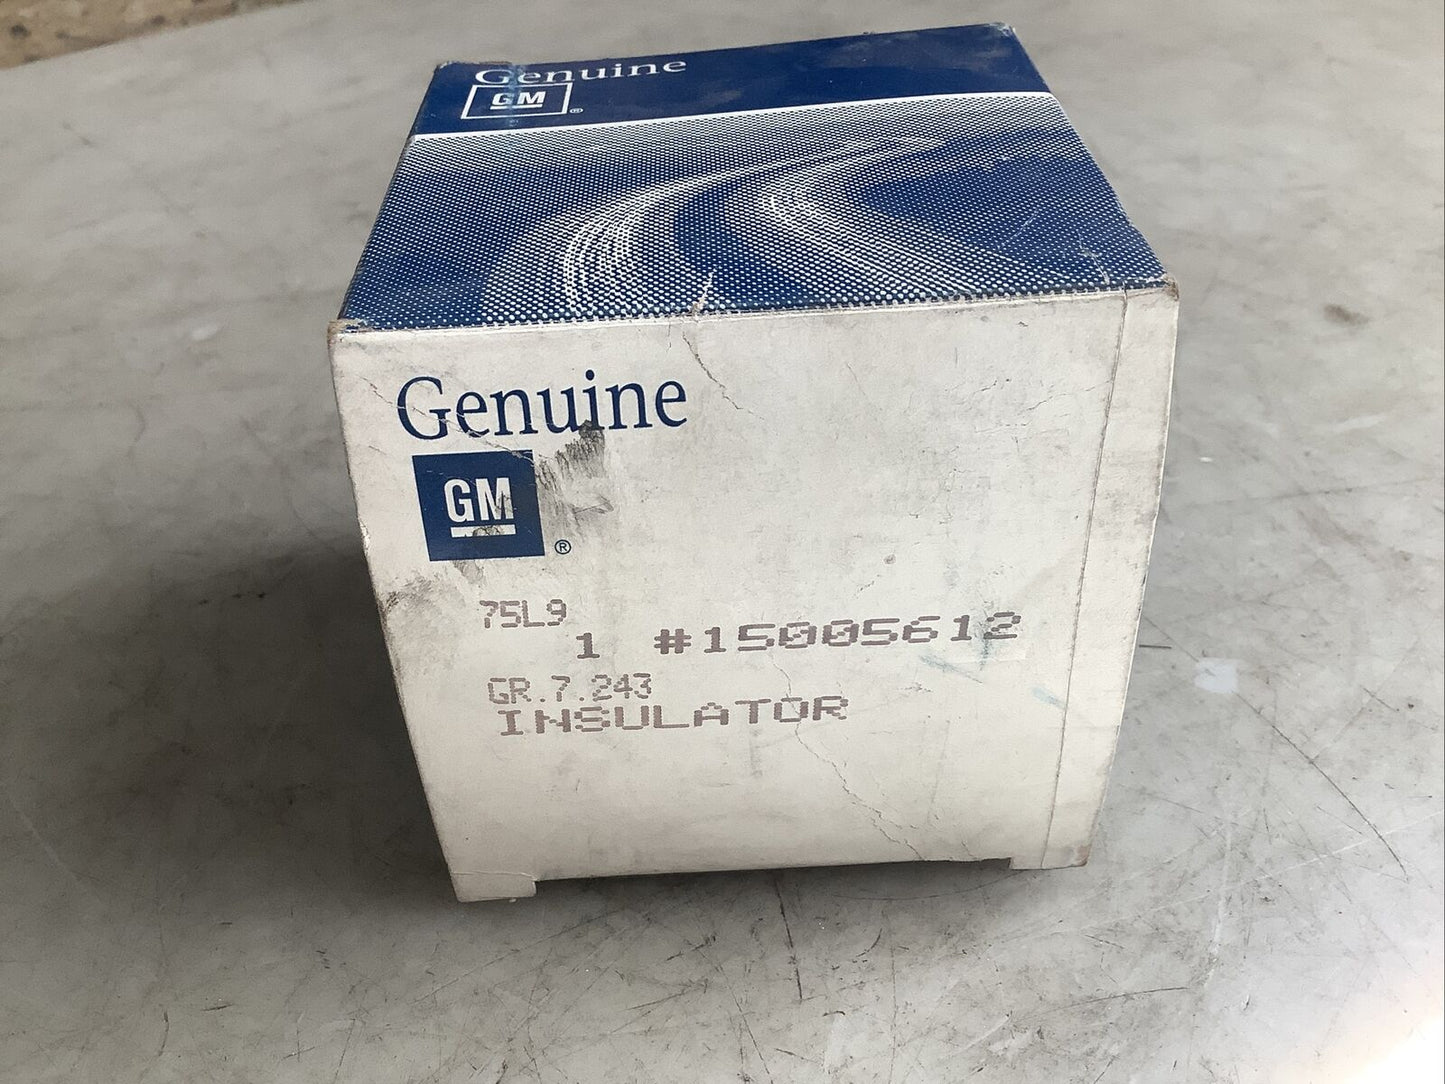 Genuine
GM ®
Genuine
GM ®
75L9
1 #15005612
GR.7.243
INSULATOR